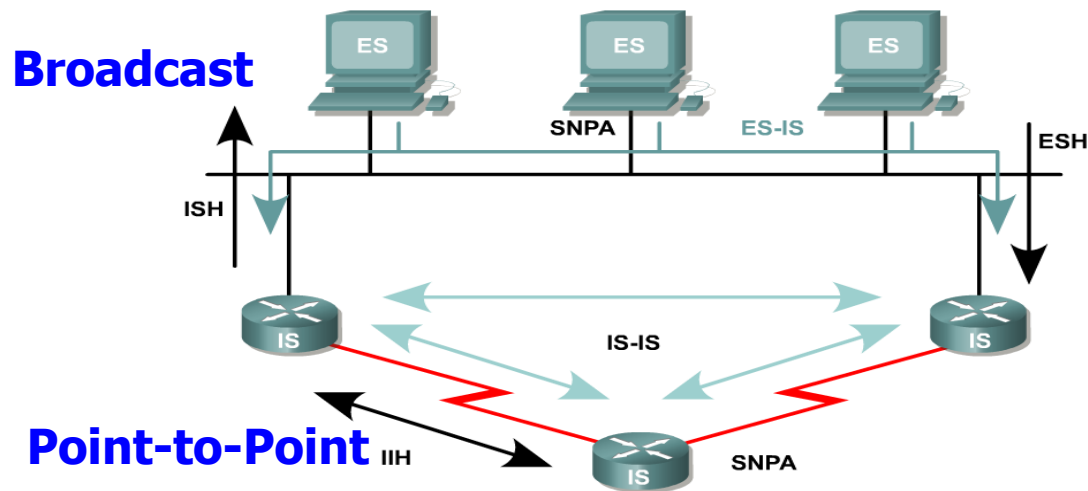 ES
ES
ES
Broadcast
SNPA
ES-IS
ESH
ISH
IS
IS-IS
IS
Point-to-Point
IIH
IS
SNPA